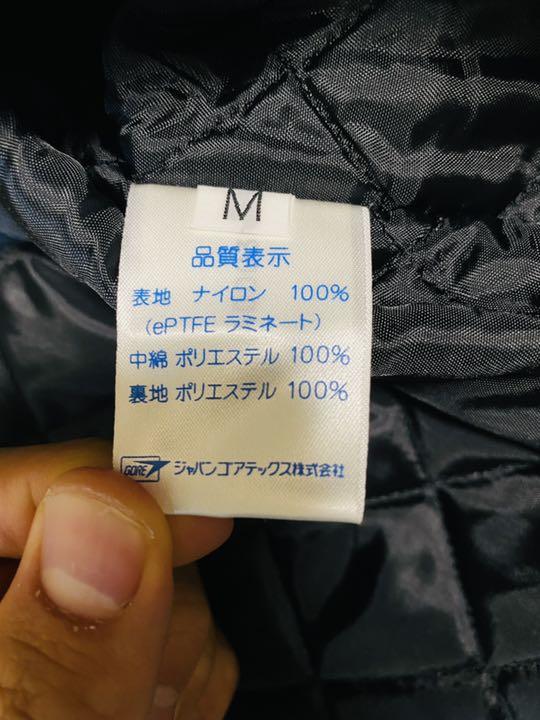 M
品質表示
表地 ナイロン 100%
(ePTFE ラミネート)
中綿 ポリエステル 100%
裏地 ポリエステル 100%
GORE ジャパンゴアテックス株式会社